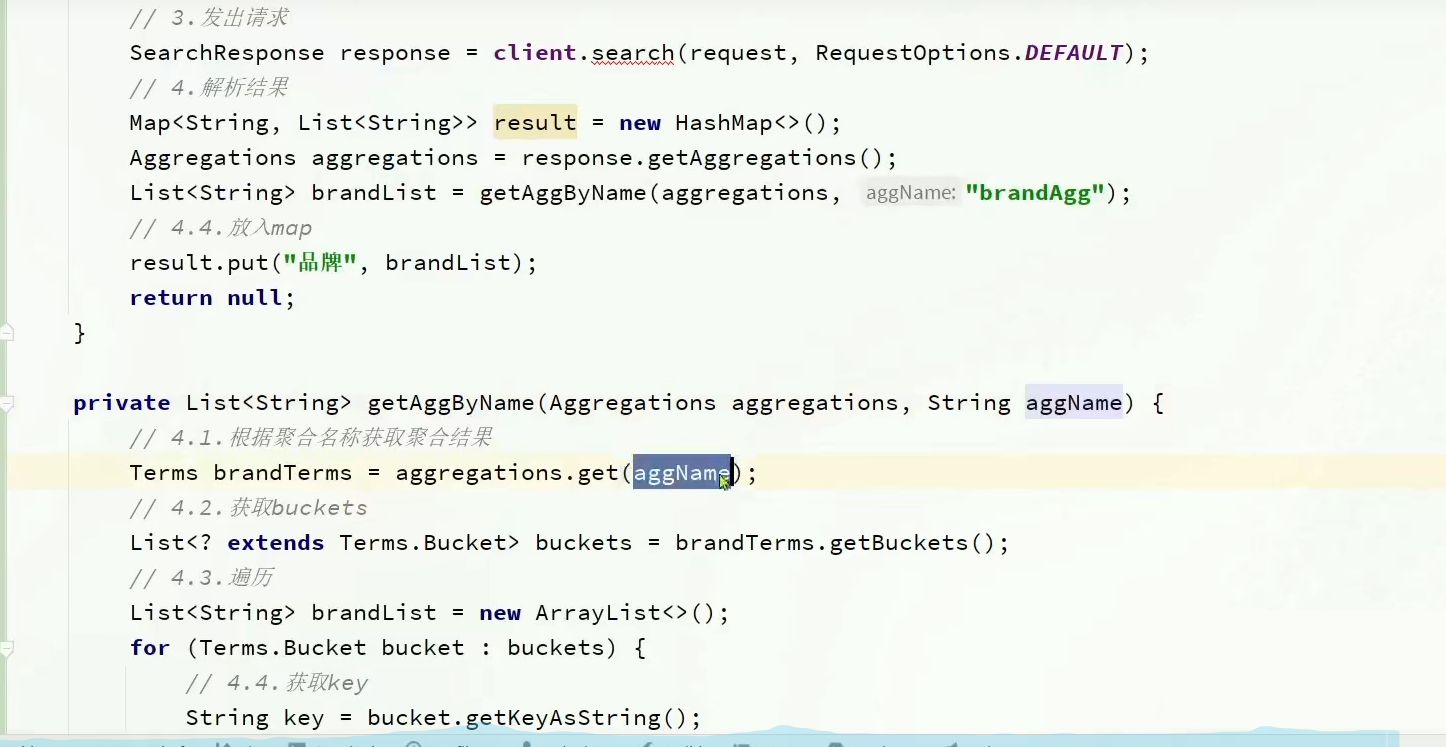 // 3.发出请求
SearchResponse response = client.search(request, RequestOptions.DEFAULT);
// 4.解析结果
Map<String, List<String>> result = new HashMap<>();
Aggregations aggregations = response.getAggregations();
List<String> brandList = getAggByName(aggregations, aggName: "brandAgg");
// 4.4.放入map
result.put("品牌", brandList);
return null;
}
private List<String> getAggByName(Aggregations aggregations, String aggName) {
// 4.1.根据聚合名称获取聚合结果
Terms brandTerms = aggregations.get(aggName);
// 4.2.获取buckets
List<? extends Terms.Bucket> buckets = brandTerms.getBuckets();
// 4.3.遍历
List<String> brandList = new ArrayList<>();
for (Terms.Bucket bucket : buckets) {
// 4.4.获取key
String key = bucket.getKeyAsString();